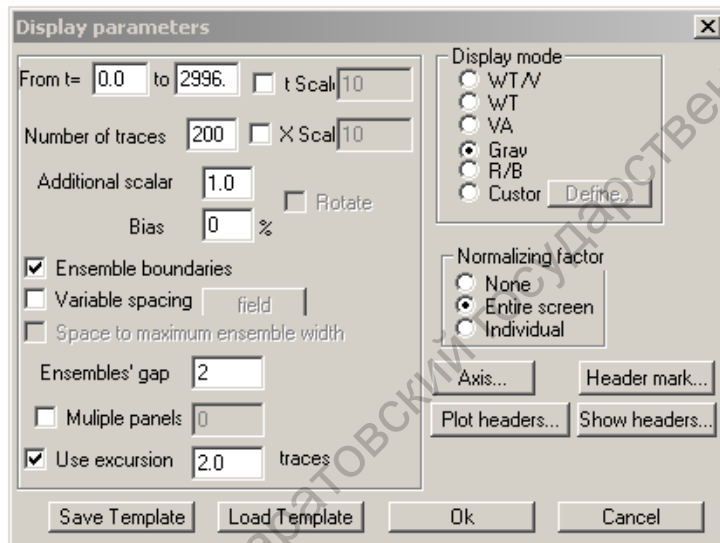 Display parameters
From t= 0.0 to 2996. t Scal 10
Number of traces 200 X Scal 10
Additional scalar 1.0
Rotate
Bias 0 %
Ensemble boundaries
Variable spacing field
Space to maximum ensemble width
Ensembles' gap 2
Muliple panels 0
Use excursion 2.0 traces
Display mode
WT/V
WT
VA
Gray
R/B
Custor Define...
Normalizing factor
None
Entire screen
Individual
Axis... Header mark...
Plot headers... Show headers...
Save Template Load Template Ok Cancel
аратовский государствен